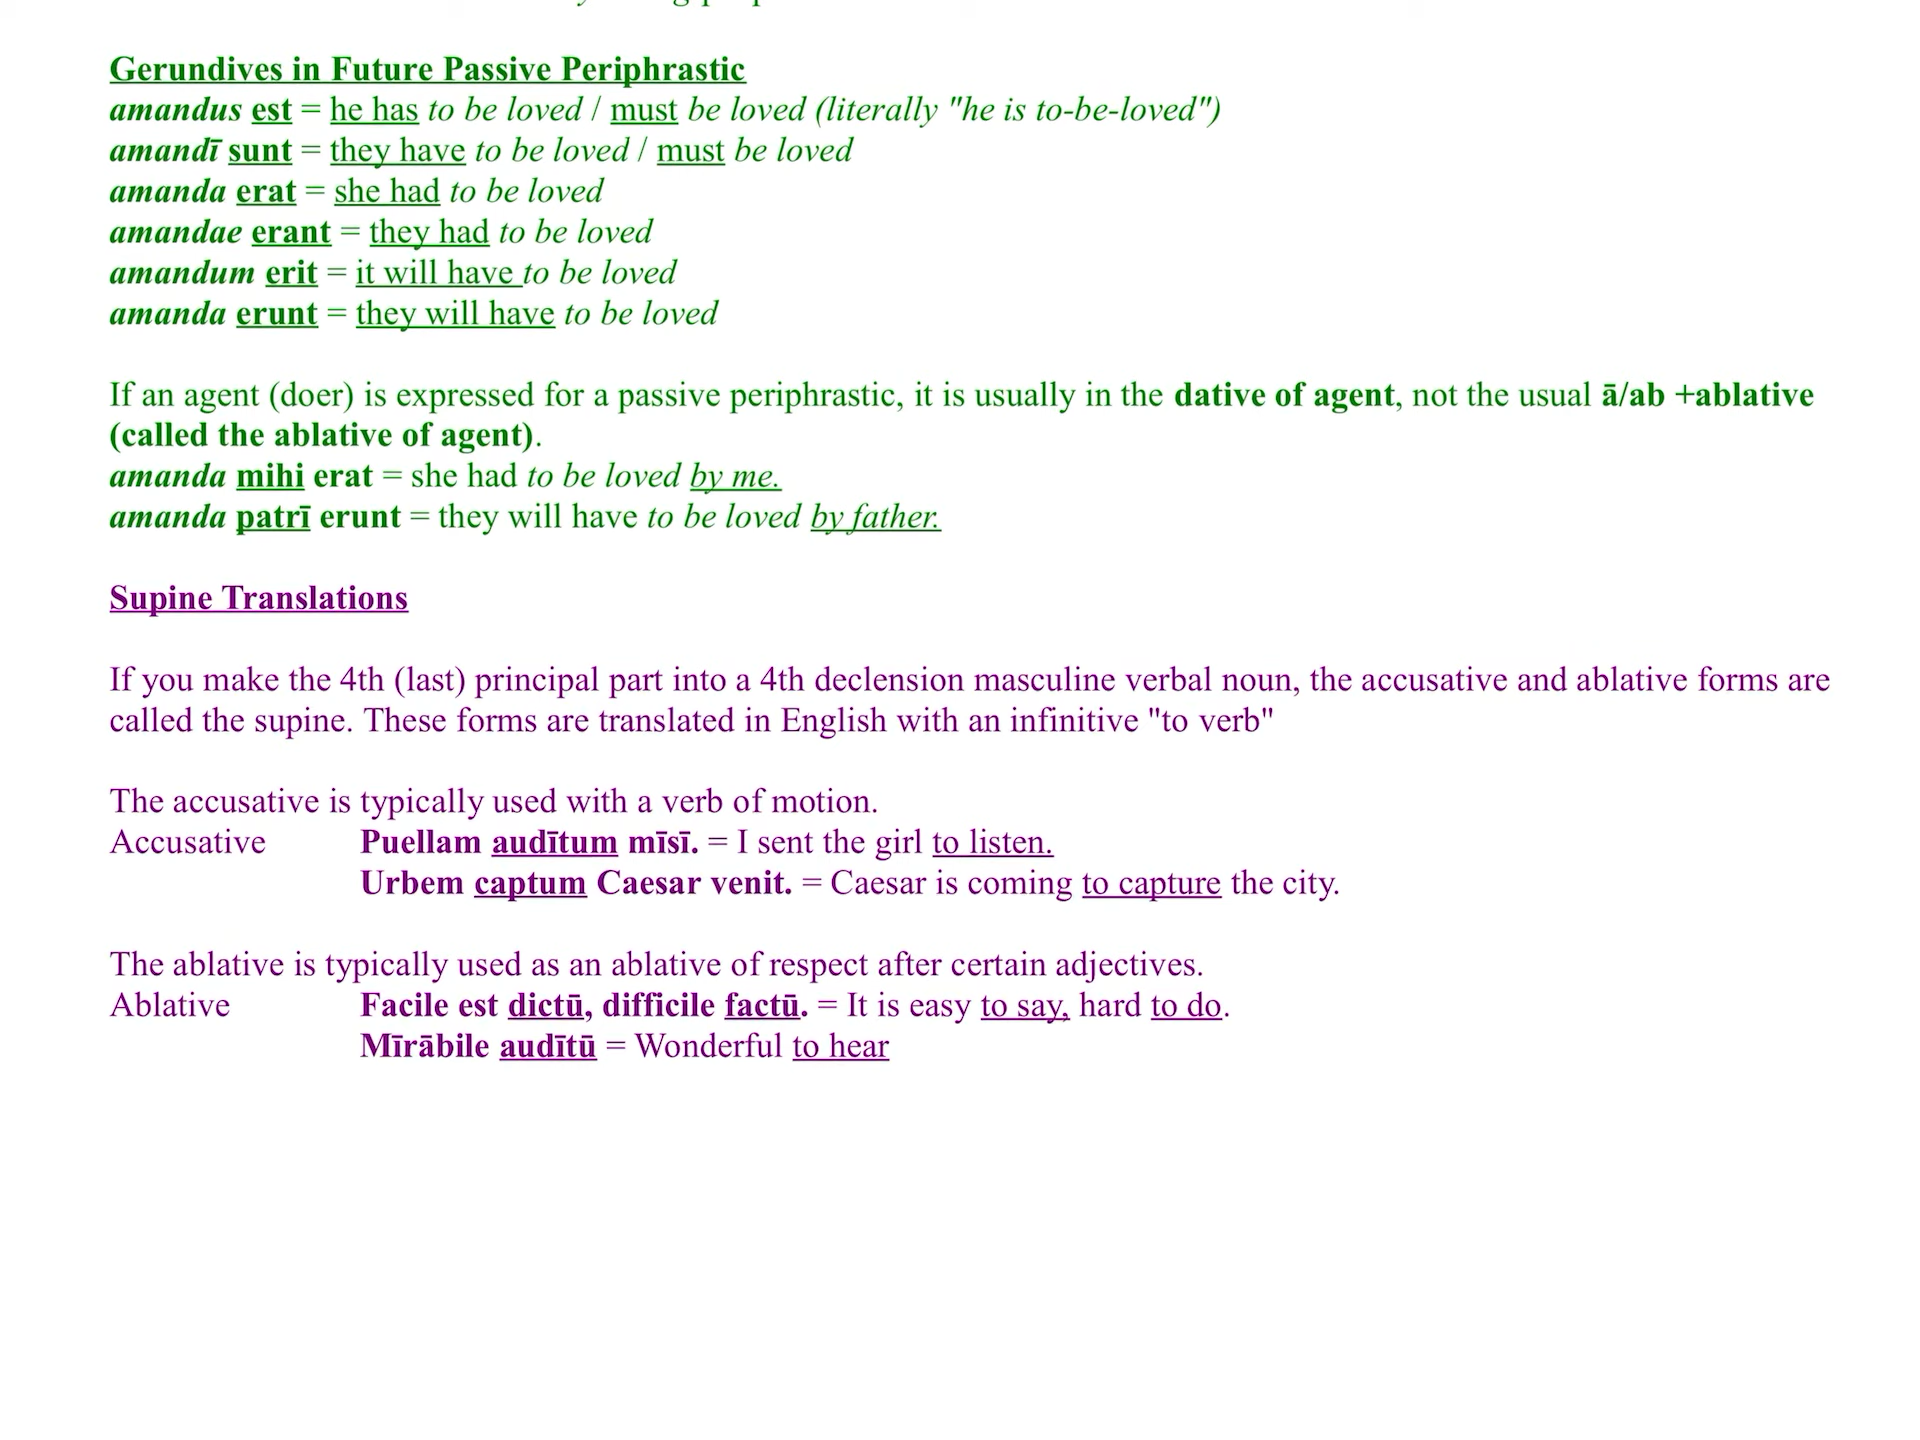 Gerundives in Future Passive Periphrastic
amandus est = he has to be loved / must be loved (literally "he is to-be-loved")
amandī sunt = they have to be loved / must be loved
amanda erat = she had to be loved
amandae erant = they had to be loved
amandum erit = it will have to be loved
amanda erunt = they will have to be loved
If an agent (doer) is expressed for a passive periphrastic, it is usually in the dative of agent, not the usual ā/ab +ablative
(called the ablative of agent).
amanda mihi erat = she had to be loved by me.
amanda patrī erunt = they will have to be loved by father.
Supine Translations
If you make the 4th (last) principal part into a 4th declension masculine verbal noun, the accusative and ablative forms are
called the supine. These forms are translated in English with an infinitive "to verb"
The accusative is typically used with a verb of motion.
Accusative Puellam audītum mīsī. = I sent the girl to listen.
Urbem captum Caesar venit. = Caesar is coming to capture the city.
The ablative is typically used as an ablative of respect after certain adjectives.
Ablative Facile est dictū, difficile factū. = It is easy to say, hard to do.
Mīrābile audītū = Wonderful to hear